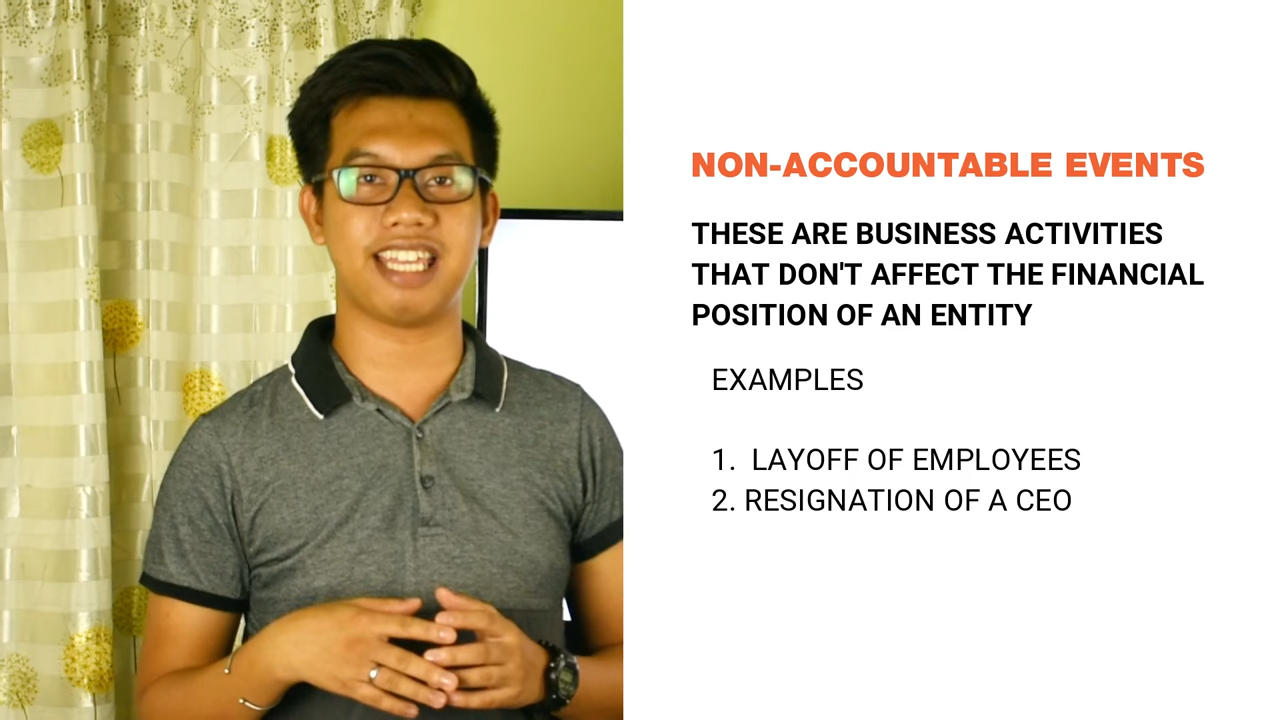 NON-ACCOUNTABLE EVENTS
THESE ARE BUSINESS ACTIVITIES
THAT DON'T AFFECT THE FINANCIAL
POSITION OF AN ENTITY
EXAMPLES
1. LAYOFF OF EMPLOYEES
2. RESIGNATION OF A CEO